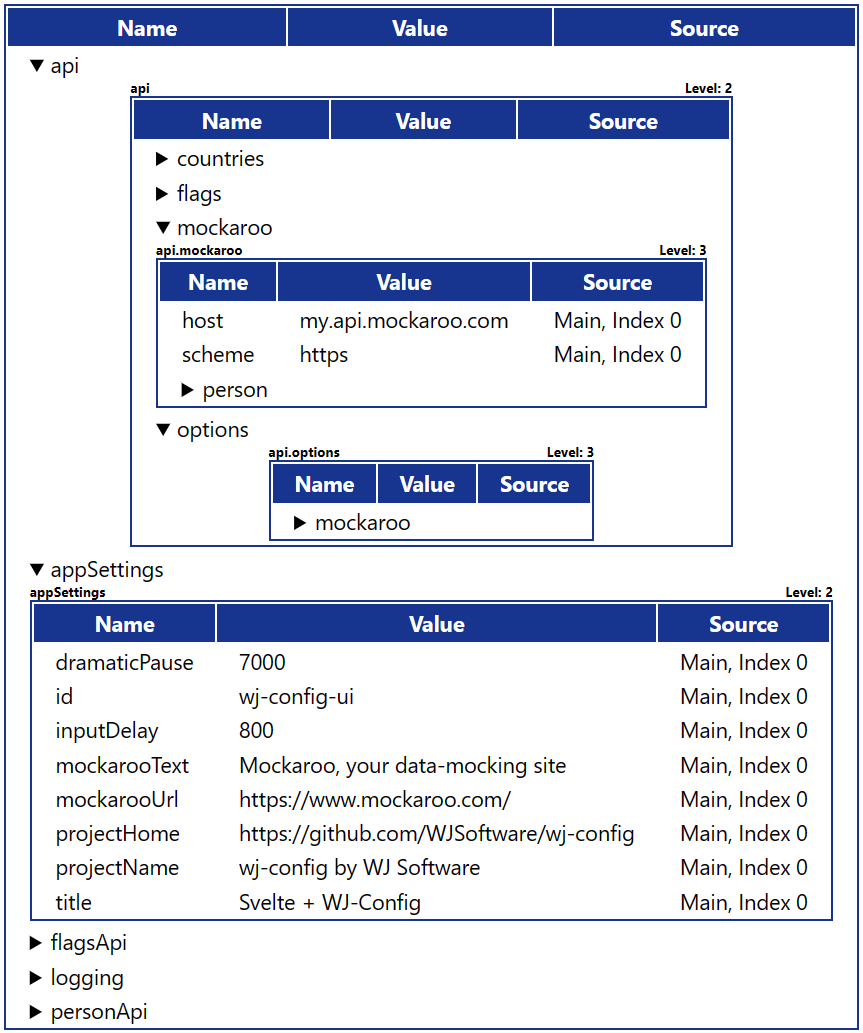 Name Value Source
api
api Level: 2
Name Value Source
countries
flags
mockaroo
api.mockaroo Level: 3
Name Value Source
host my.api.mockaroo.com Main, Index 0
scheme https Main, Index 0
person
options
api.options Level: 3
Name Value Source
mockaroo
appSettings
appSettings Level: 2
Name Value Source
dramaticPause 7000 Main, Index 0
id wj-config-ui Main, Index 0
inputDelay 800 Main, Index 0
mockarooText Mockaroo, your data-mocking site Main, Index 0
mockarooUrl https://www.mockaroo.com/ Main, Index 0
projectHome https://github.com/WJSoftware/wj-config Main, Index 0
projectName wj-config by WJ Software Main, Index 0
title Svelte + WJ-Config Main, Index 0
flagsApi
logging
personApi